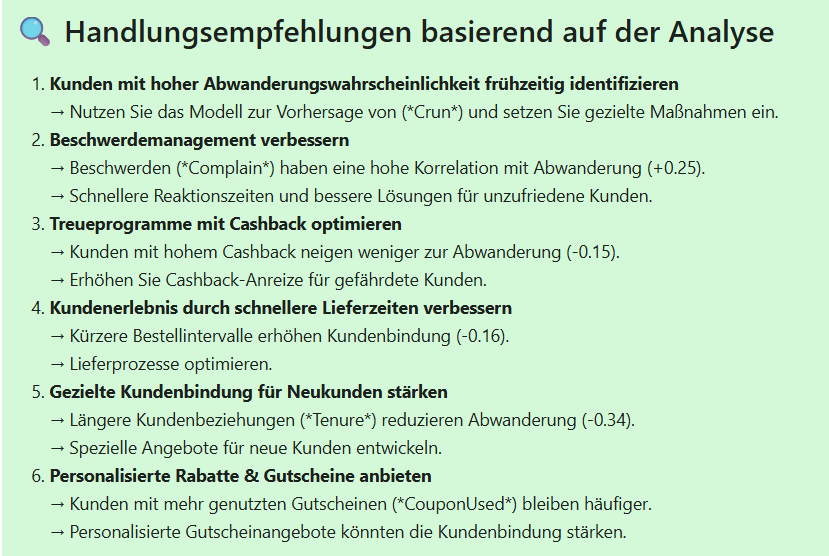 Handlungsempfehlungen basierend auf der Analyse
1. Kunden mit hoher Abwanderungswahrscheinlichkeit frühzeitig identifizieren
→ Nutzen Sie das Modell zur Vorhersage von (*Crun*) und setzen Sie gezielte Maßnahmen ein.
2. Beschwerdemanagement verbessern
→ Beschwerden (*Complain*) haben eine hohe Korrelation mit Abwanderung (+0.25).
→ Schnellere Reaktionszeiten und bessere Lösungen für unzufriedene Kunden.
3. Treueprogramme mit Cashback optimieren
→ Kunden mit hohem Cashback neigen weniger zur Abwanderung (-0.15).
→ Erhöhen Sie Cashback-Anreize für gefährdete Kunden.
4. Kundenerlebnis durch schnellere Lieferzeiten verbessern
→ Kürzere Bestellintervalle erhöhen Kundenbindung (-0.16).
→ Lieferprozesse optimieren.
5. Gezielte Kundenbindung für Neukunden stärken
→ Längere Kundenbeziehungen (*Tenure*) reduzieren Abwanderung (-0.34).
→ Spezielle Angebote für neue Kunden entwickeln.
6. Personalisierte Rabatte & Gutscheine anbieten
→ Kunden mit mehr genutzten Gutscheinen (*CouponUsed*) bleiben häufiger.
→ Personalisierte Gutscheinangebote könnten die Kundenbindung stärken.